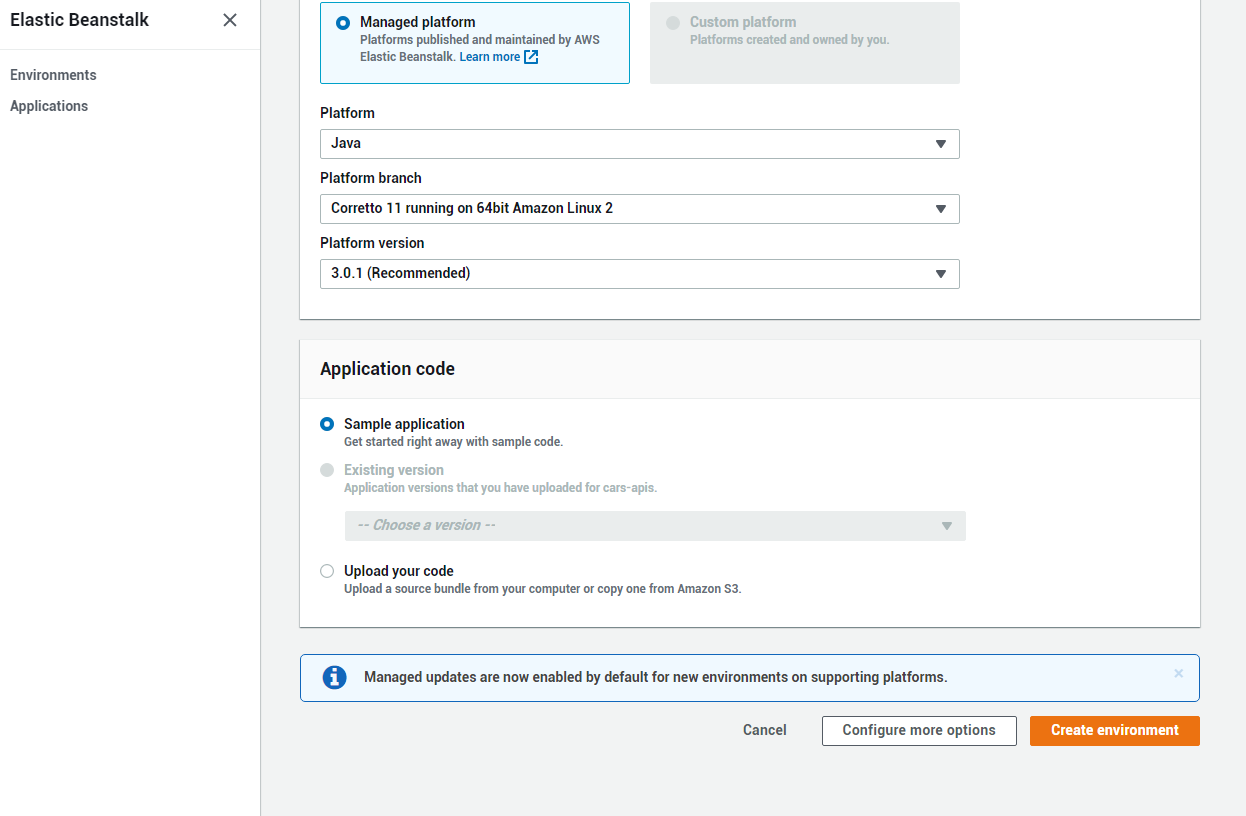 Elastic Beanstalk
Environments
Applications
Managed platform
Platforms published and maintained by AWS
Elastic Beanstalk. Learn more
Custom platform
Platforms created and owned by you.
Platform
Java
Platform branch
Corretto 11 running on 64bit Amazon Linux 2
Platform version
3.0.1 (Recommended)
Application code
Sample application
Get started right away with sample code.
Existing version
Application versions that you have uploaded for cars-apis.
-- Choose a version --
Upload your code
Upload a source bundle from your computer or copy one from Amazon S3.
Managed updates are now enabled by default for new environments on supporting platforms.
Cancel
Configure more options
Create environment